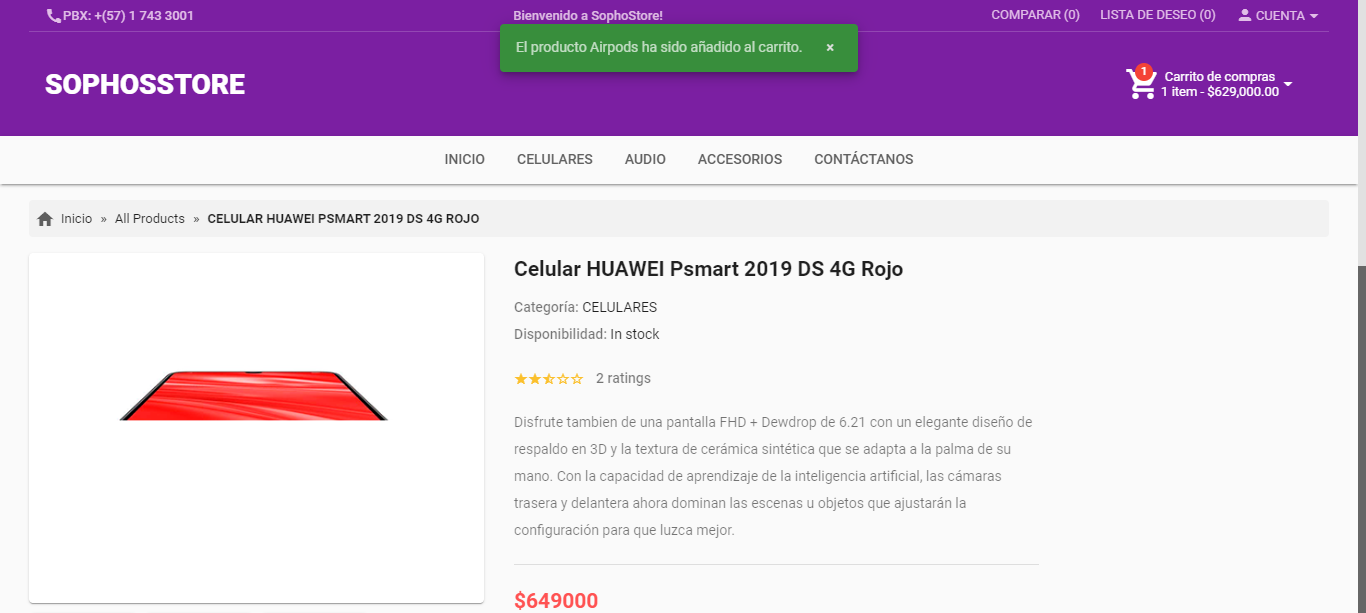 PBX: +(57) 1 743 3001
Bienvenido a SophoStore!
COMPARAR (0)
LISTA DE DESEO (0)
CUENTA
El producto Airpods ha sido añadido al carrito. ×
SOPHOSSTORE
1
Carrito de compras
1 item - $629,000.00
INICIO
CELULARES
AUDIO
ACCESORIOS
CONTÁCTANOS
Inicio » All Products » CELULAR HUAWEI PSMART 2019 DS 4G ROJO
Celular HUAWEI Psmart 2019 DS 4G Rojo
Categoría: CELULARES
Disponibilidad: In stock
2 ratings
Disfrute tambien de una pantalla FHD + Dewdrop de 6.21 con un elegante diseño de
respaldo en 3D y la textura de cerámica sintética que se adapta a la palma de su
mano. Con la capacidad de aprendizaje de la inteligencia artificial, las cámaras
trasera y delantera ahora dominan las escenas u objetos que ajustarán la
configuración para que luzca mejor.
$649000